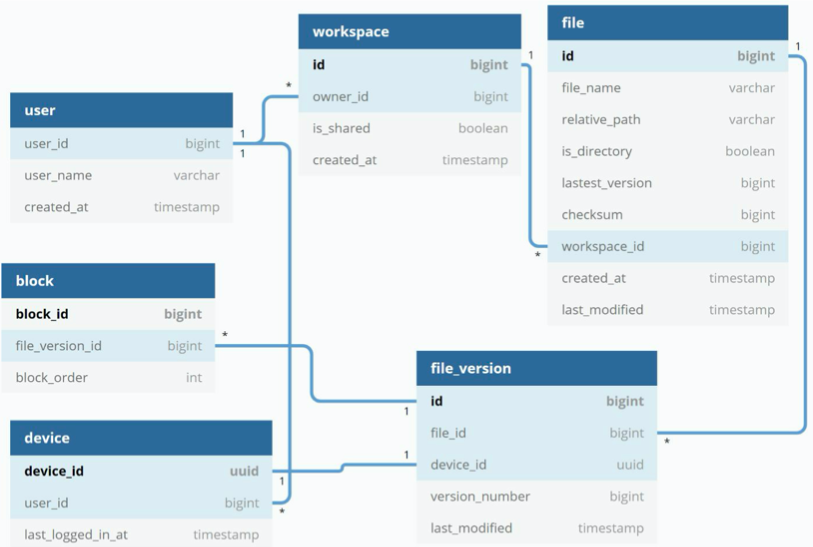 user
user_id bigint
user_name varchar
created_at timestamp
1
1
*
workspace
id bigint
owner_id bigint
is_shared boolean
created_at timestamp
1
*
file
id bigint
file_name varchar
relative_path varchar
is_directory boolean
lastest_version bigint
checksum bigint
workspace_id bigint
created_at timestamp
last_modified timestamp
1
block
block_id bigint
file_version_id bigint
block_order int
*
1
device
device_id uuid
user_id bigint
last_logged_in_at timestamp
1
*
1
file_version
id bigint
file_id bigint
device_id uuid
version_number bigint
last_modified timestamp
*